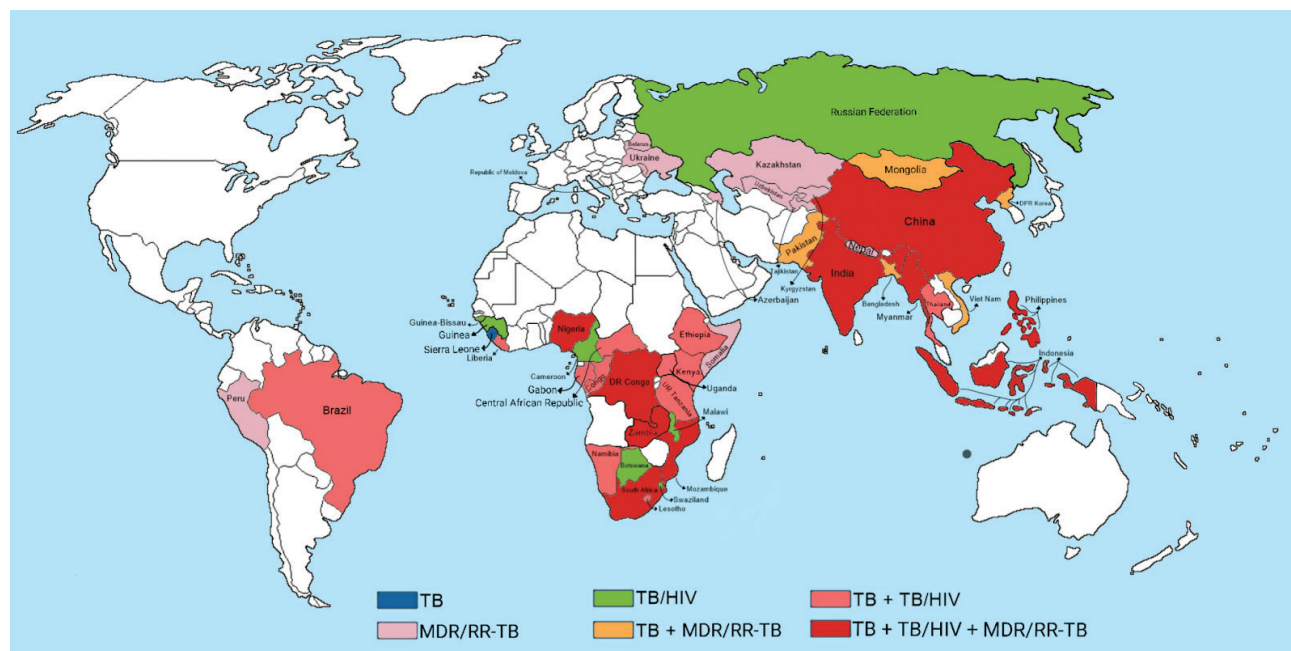 Russian Federation
Belarus
Ukraine
Kazakhstan
Uzbekistan
Mongolia
Republic of Moldova
DPR Korea
China
Nepal
Pakistan
Tajikistan
India
Kyrgyzstan
Azerbaijan
Bangladesh
Myanmar
Thailand
Viet Nam
Philippines
Indonesia
Guinea-Bissau
Guinea
Sierra Leone
Liberia
Nigeria
Ethiopia
Somalia
Cameroon
Gabon
Central African Republic
Congo
DR Congo
Kenya
Uganda
UR Tanzania
Malawi
Peru
Brazil
Zambia
Namibia
Botswana
Mozambique
South Africa
Swaziland
Lesotho
TB
TB/HIV
TB + TB/HIV
MDR/RR-TB
TB + MDR/RR-TB
TB + TB/HIV + MDR/RR-TB